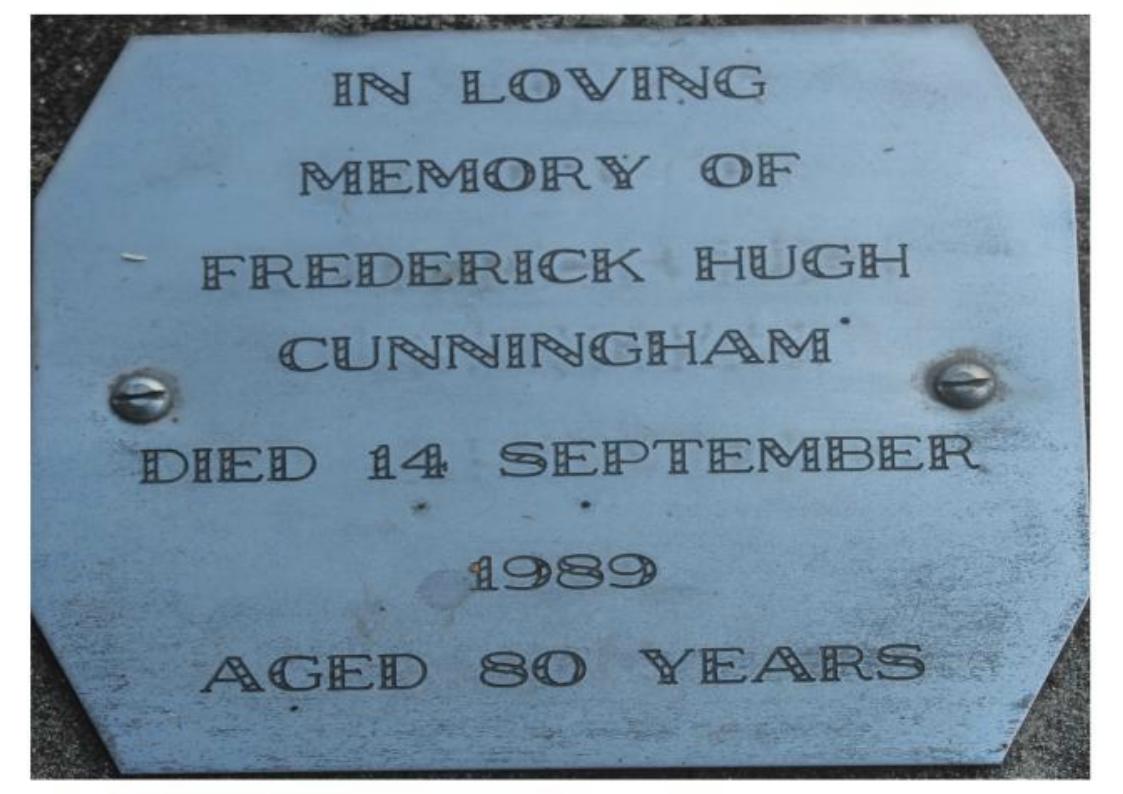 IN LOVING
MEMORY OF
FREDERICK HUGH
CUNNINGHAM
DIED 14 SEPTEMBER
1989
AGED 80 YEARS